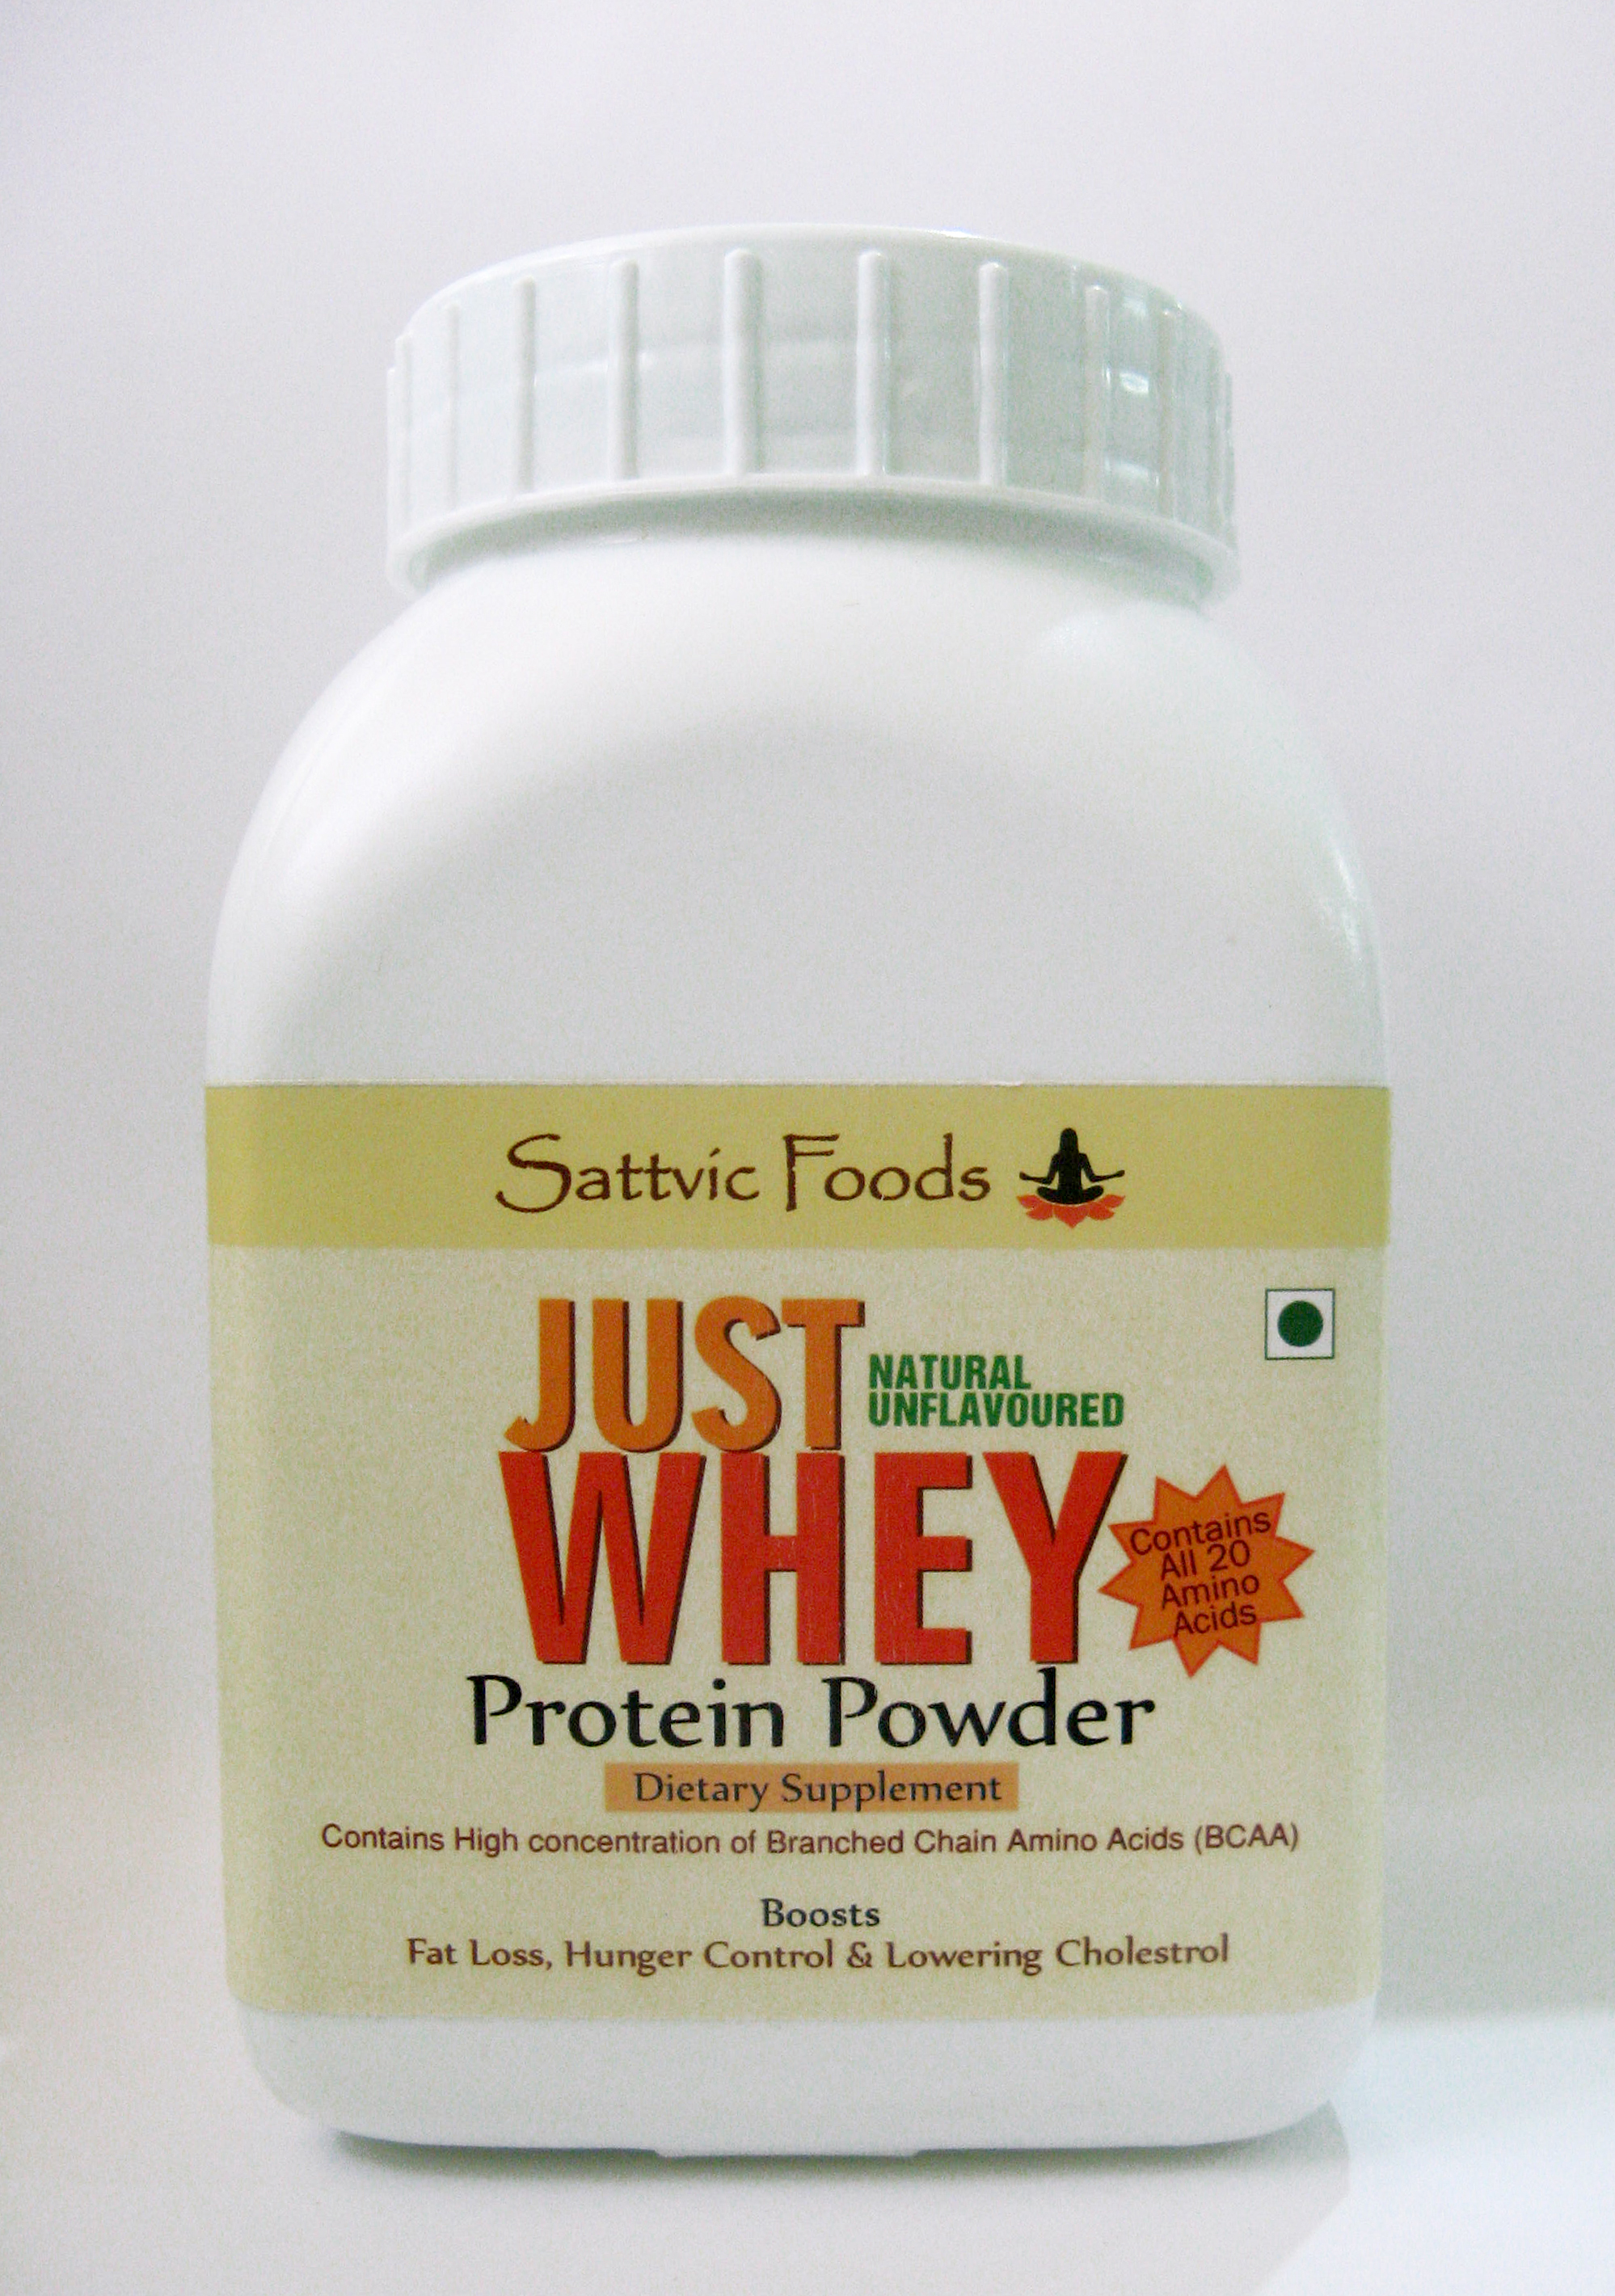 Sattvic Foods
JUST
NATURAL
UNFLAVOURED
WHEY
Contains
All 20
Amino
Acids
Protein Powder
Dietary Supplement
Contains High concentration of Branched Chain Amino Acids (BCAA)
Boosts
Fat Loss, Hunger Control & Lowering Cholestrol